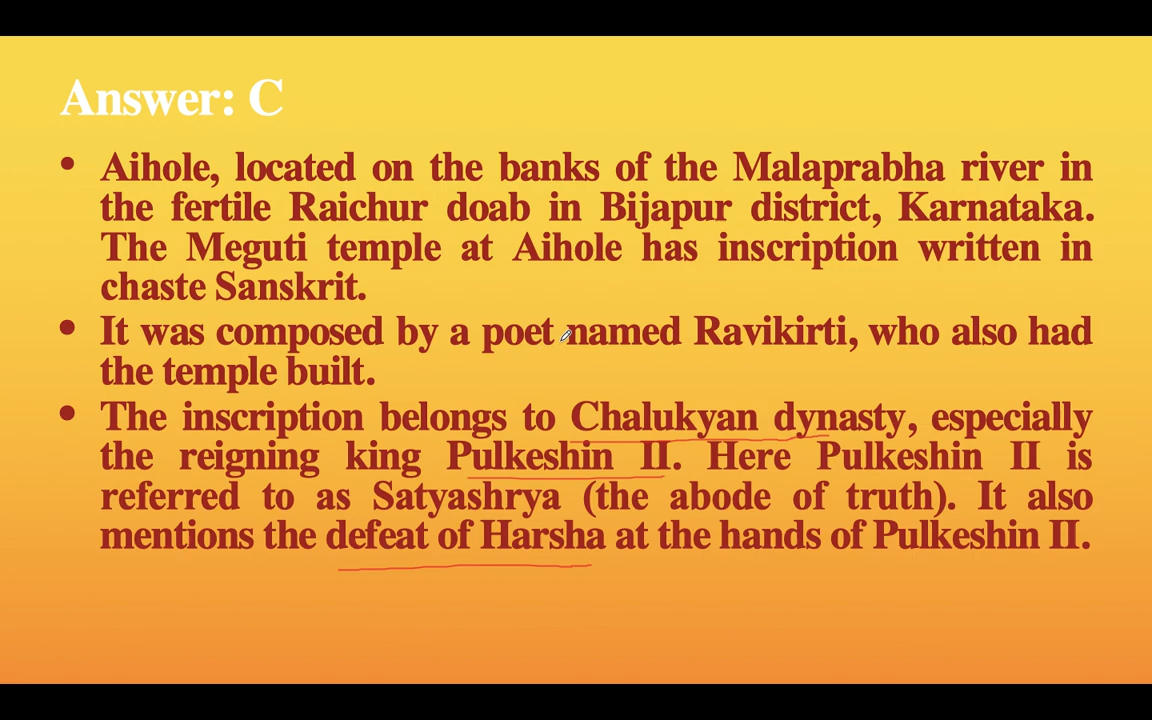 Answer: C
• Aihole, located on the banks of the Malaprabha river in
the fertile Raichur doab in Bijapur district, Karnataka.
The Meguti temple at Aihole has inscription written in
chaste Sanskrit.
• It was composed by a poet named Ravikirti, who also had
the temple built.
• The inscription belongs to Chalukyan dynasty, especially
the reigning king Pulkeshin II. Here Pulkeshin II is
referred to as Satyashrya (the abode of truth). It also
mentions the defeat of Harsha at the hands of Pulkeshin II.